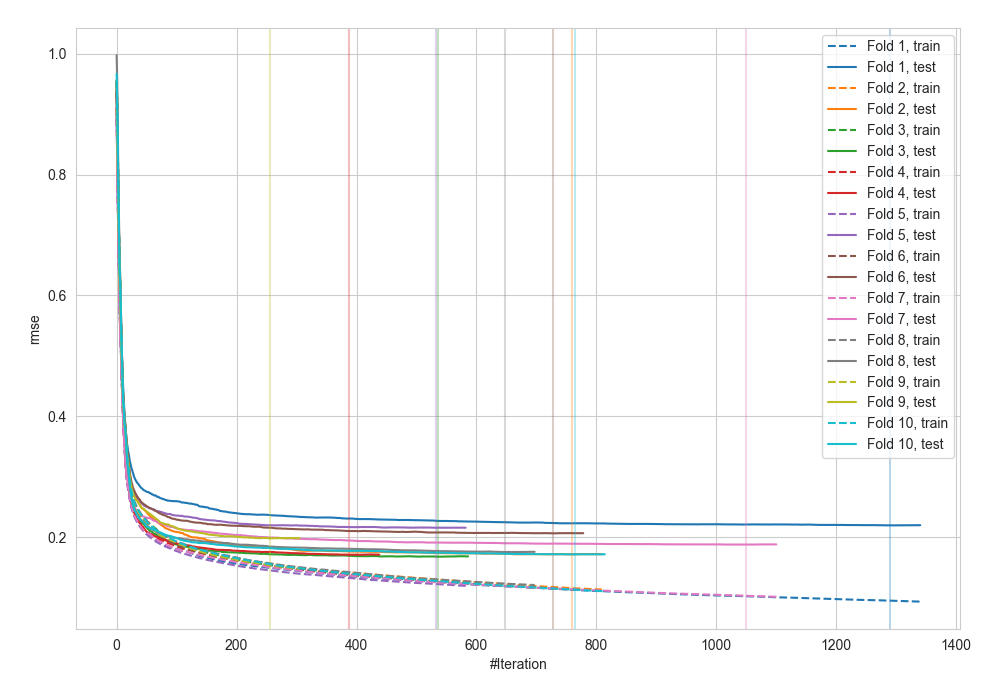 1.0
0.8
0.6
0.4
0.2
rmse
0
200
400
600
800
1000
1200
1400
#Iteration
Fold 1, train
Fold 1, test
Fold 2, train
Fold 2, test
Fold 3, train
Fold 3, test
Fold 4, train
Fold 4, test
Fold 5, train
Fold 5, test
Fold 6, train
Fold 6, test
Fold 7, train
Fold 7, test
Fold 8, train
Fold 8, test
Fold 9, train
Fold 9, test
Fold 10, train
Fold 10, test